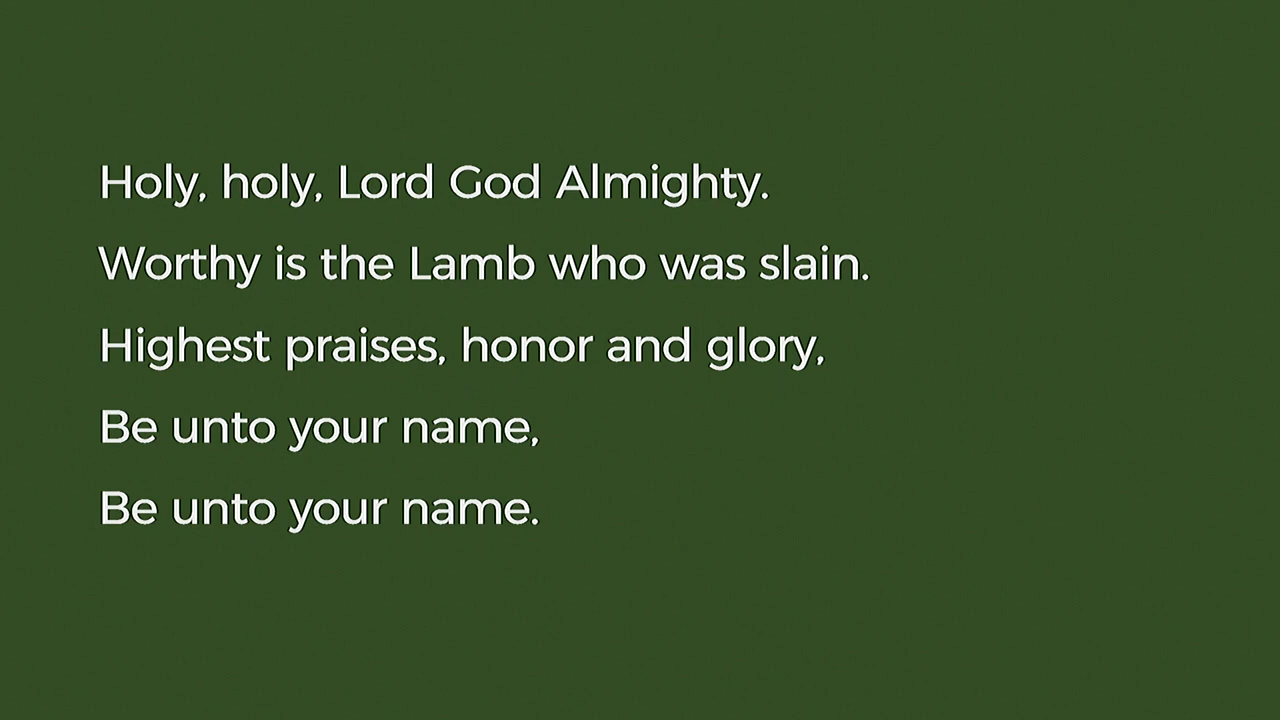 Holy, holy, Lord God Almighty.
Worthy is the Lamb who was slain.
Highest praises, honor and glory,
Be unto your name,
Be unto your name.